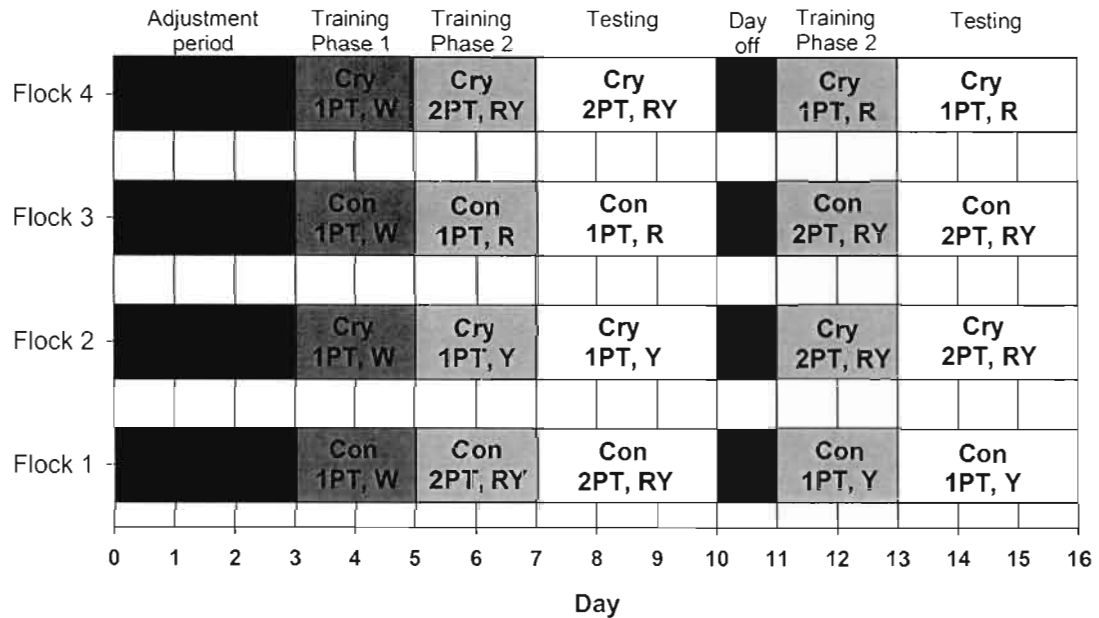 Adjustment period
Training Phase 1
Training Phase 2
Testing
Day off
Training Phase 2
Testing
Flock 4
Cry
1PT, W
Cry
2PT, RY
Cry
2PT, RY
Cry
1PT, R
Cry
1PT, R
Flock 3
Con
1PT, W
Con
1PT, R
Con
1PT, R
Con
2PT, RY
Con
2PT, RY
Flock 2
Cry
1PT, W
Cry
1PT, Y
Cry
1PT, Y
Cry
2PT, RY
Cry
2PT, RY
Flock 1
Con
1PT, W
Con
2PT, RY
Con
2PT, RY
Con
1PT, Y
Con
1PT, Y
0 1 2 3 4 5 6 7 8 9 10 11 12 13 14 15 16
Day